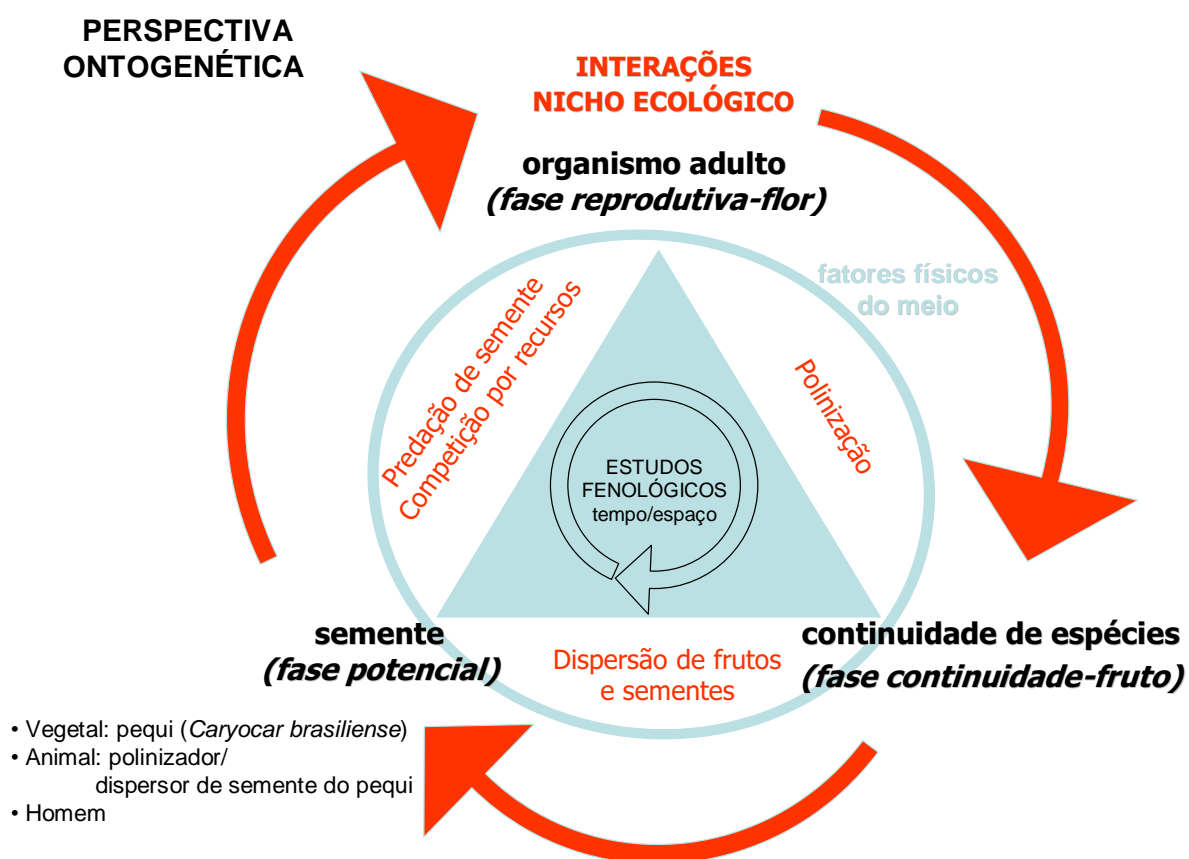 PERSPECTIVA
ONTOGENÉTICA
INTERAÇÕES
NICHO ECOLÓGICO
organismo adulto
(fase reprodutiva-flor)
fatores físicos
do meio
Predação de semente
Competição por recursos
Polinização
ESTUDOS
FENOLÓGICOS
tempo/espaço
semente
(fase potencial)
Dispersão de frutos
e sementes
continuidade de espécies
(fase continuidade-fruto)
• Vegetal: pequi (Caryocar brasiliense)
• Animal: polinizador/
dispersor de semente do pequi
• Homem